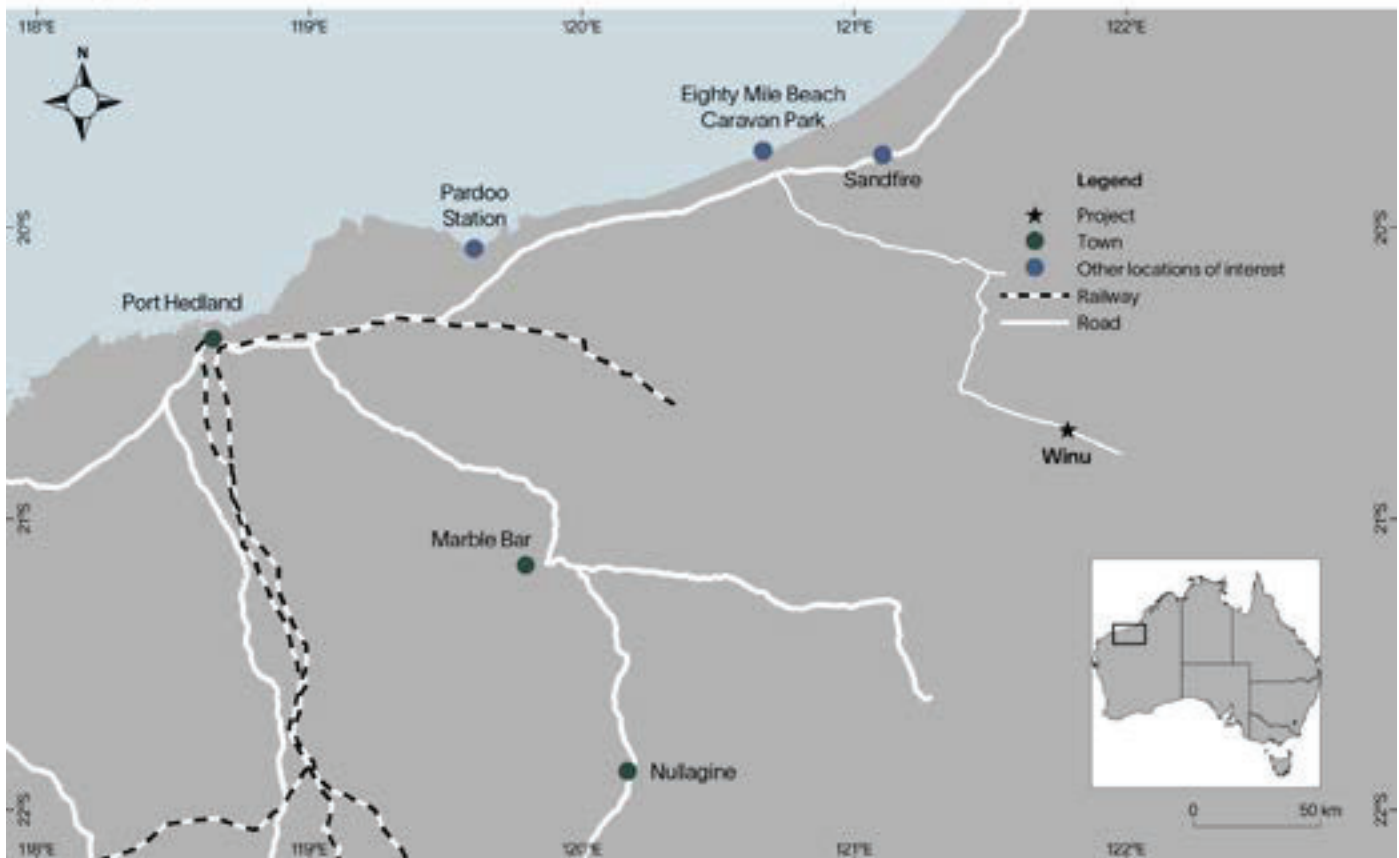 118°E
119°E
120°E
121°E
122°E
N
Eighty Mile Beach
Caravan Park
Sandfire
Pardoo
Station
Legend
Project
Town
Other locations of interest
Railway
Road
20°S
20°S
Port Hedland
Winu
21°S
21°S
Marble Bar
Nullagine
22°S
22°S
0 50 km
118°E
119°E
120°E
121°E
122°E